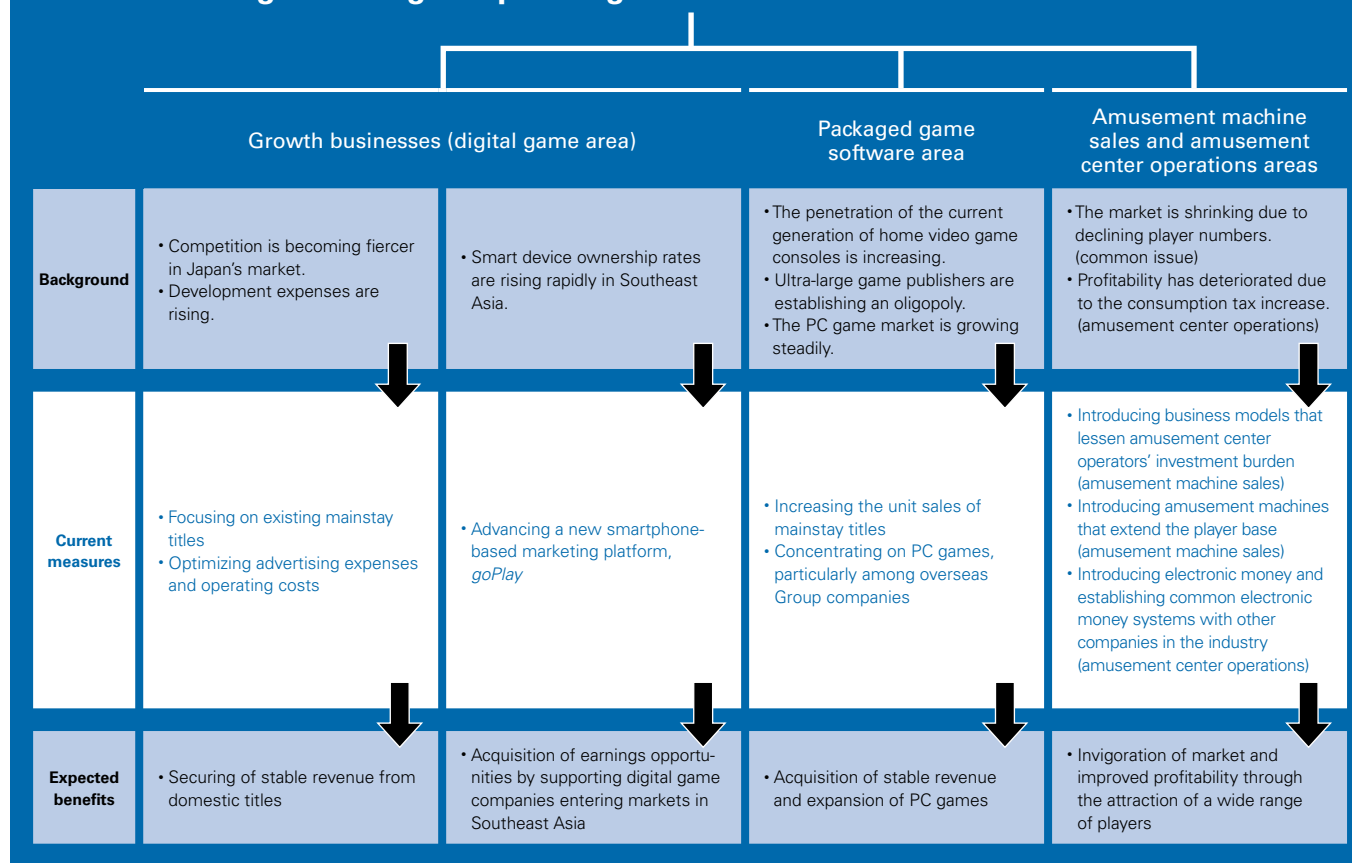 Growth businesses (digital game area)
Packaged game
software area
Amusement machine
sales and amusement
center operations areas
Background
• Competition is becoming fiercer
in Japan's market.
• Development expenses are
rising.
• Smart device ownership rates
are rising rapidly in Southeast
Asia.
• The penetration of the current
generation of home video game
consoles is increasing.
• Ultra-large game publishers are
establishing an oligopoly.
• The PC game market is growing
steadily.
• The market is shrinking due to
declining player numbers.
(common issue)
• Profitability has deteriorated due
to the consumption tax increase.
(amusement center operations)
Current
measures
• Focusing on existing mainstay
titles
• Optimizing advertising expenses
and operating costs
• Advancing a new smartphone-
based marketing platform,
goPlay
• Increasing the unit sales of
mainstay titles
• Concentrating on PC games,
particularly among overseas
Group companies
• Introducing business models that
lessen amusement center
operators' investment burden
(amusement machine sales)
• Introducing amusement machines
that extend the player base
(amusement machine sales)
• Introducing electronic money and
establishing common electronic
money systems with other
companies in the industry
(amusement center operations)
Expected
benefits
• Securing of stable revenue from
domestic titles
• Acquisition of earnings opportu-
nities by supporting digital game
companies entering markets in
Southeast Asia
• Acquisition of stable revenue
and expansion of PC games
• Invigoration of market and
improved profitability through
the attraction of a wide range
of players